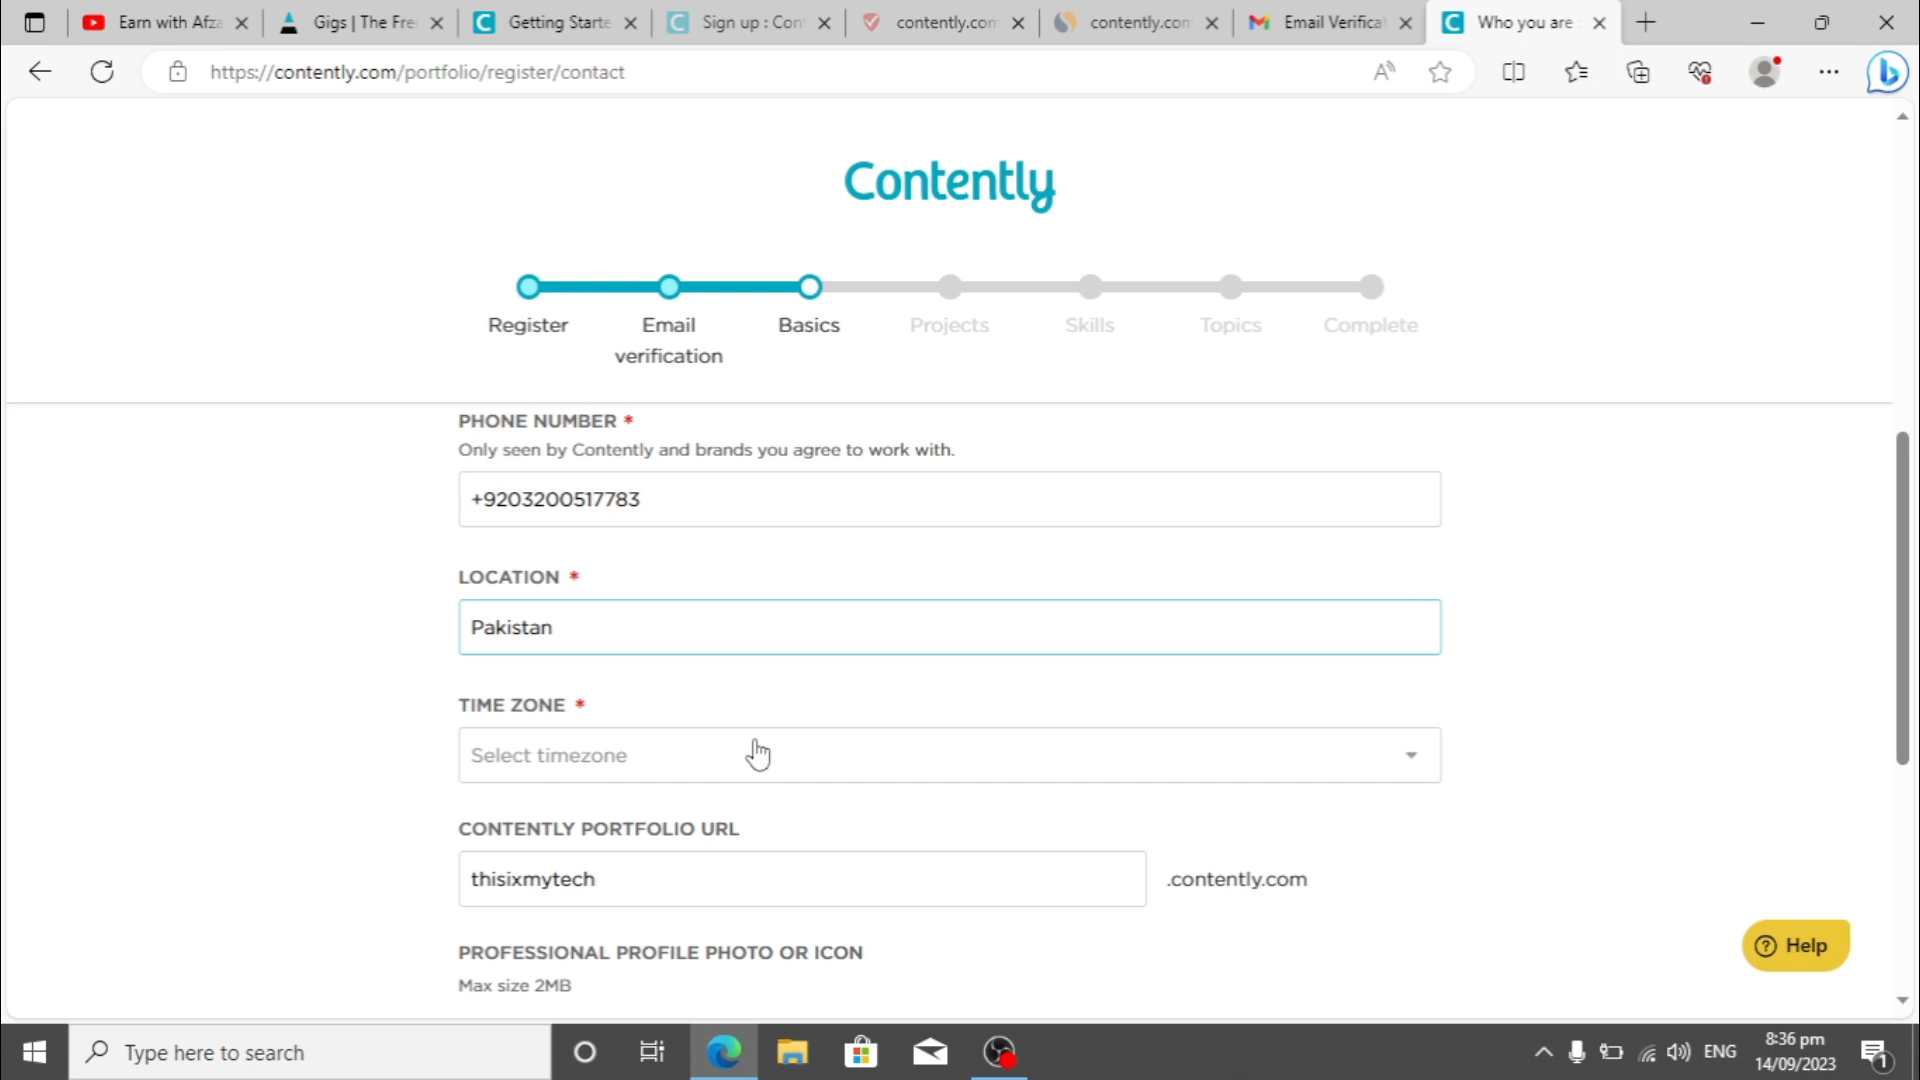 Earn with Afza
Gigs | The Fre
Getting Starte
Sign up : Con
contently.com
contently.com
Email Verificat
Who you are :
https://contently.com/portfolio/register/contact
Contently
Register
Email verification
Basics
Projects
Skills
Topics
Complete
PHONE NUMBER *
Only seen by Contently and brands you agree to work with.
+9203200517783
LOCATION *
Pakistan
TIME ZONE *
Select timezone
CONTENTLY PORTFOLIO URL
thisixmytech .contently.com
PROFESSIONAL PROFILE PHOTO OR ICON
Max size 2MB
Help
Type here to search
ENG
8:36 pm
14/09/2023
1